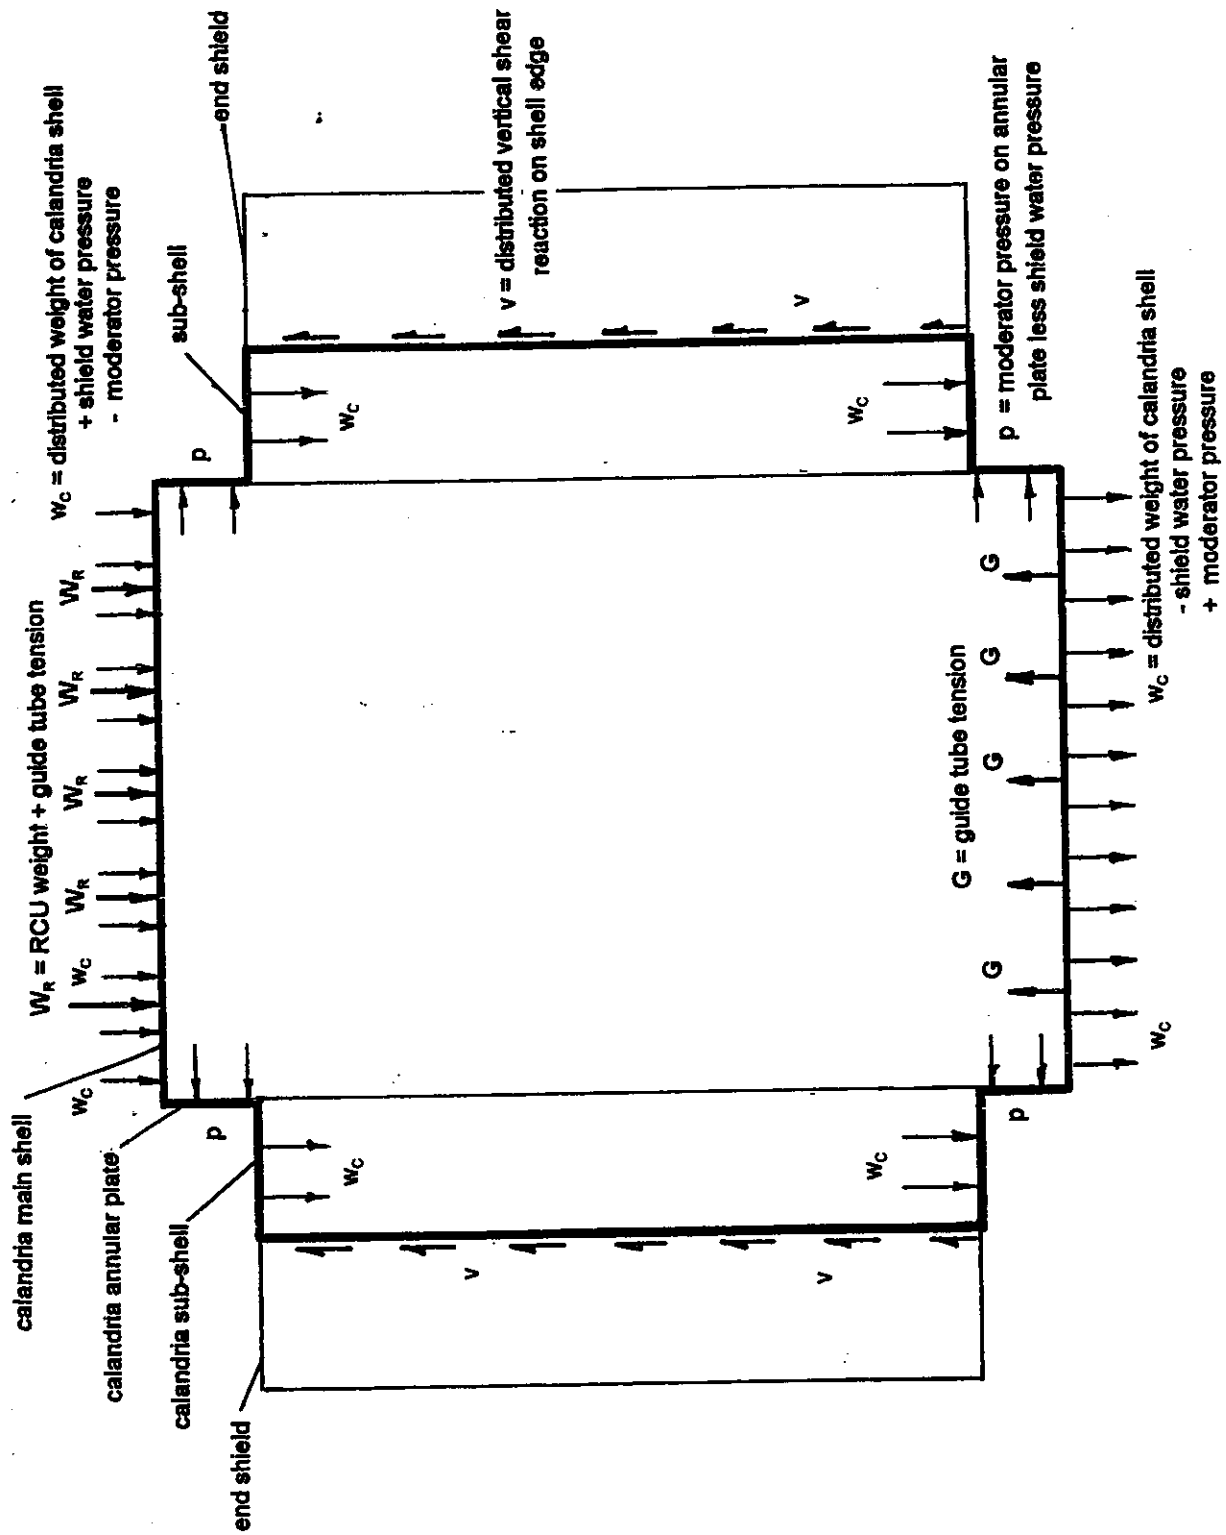 W_R = RCU weight + guide tube tension
w_C = distributed weight of calandria shell
+ shield water pressure
- moderator pressure
calandria main shell
w_C
w_C
W_R
W_R
W_R
W_R
calandria annular plate
sub-shell
end shield
p
p
calandria sub-shell
w_C
w_C
end shield
v
v
v = distributed vertical shear
reaction on shell edge
v
w_C
w_C
G = guide tube tension
G
G
G
G
p
p = moderator pressure on annular
plate less shield water pressure
w_C
w_C = distributed weight of calandria shell
- shield water pressure
+ moderator pressure